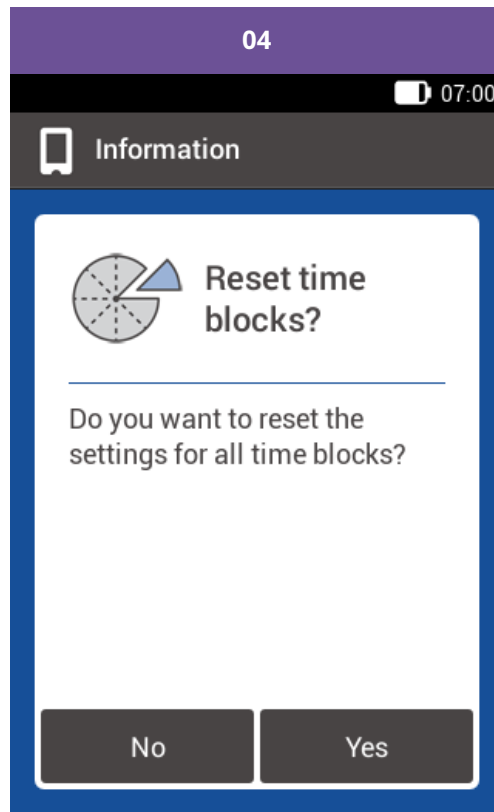 04
07:00
Information
Reset time
blocks?
Do you want to reset the
settings for all time blocks?
No
Yes